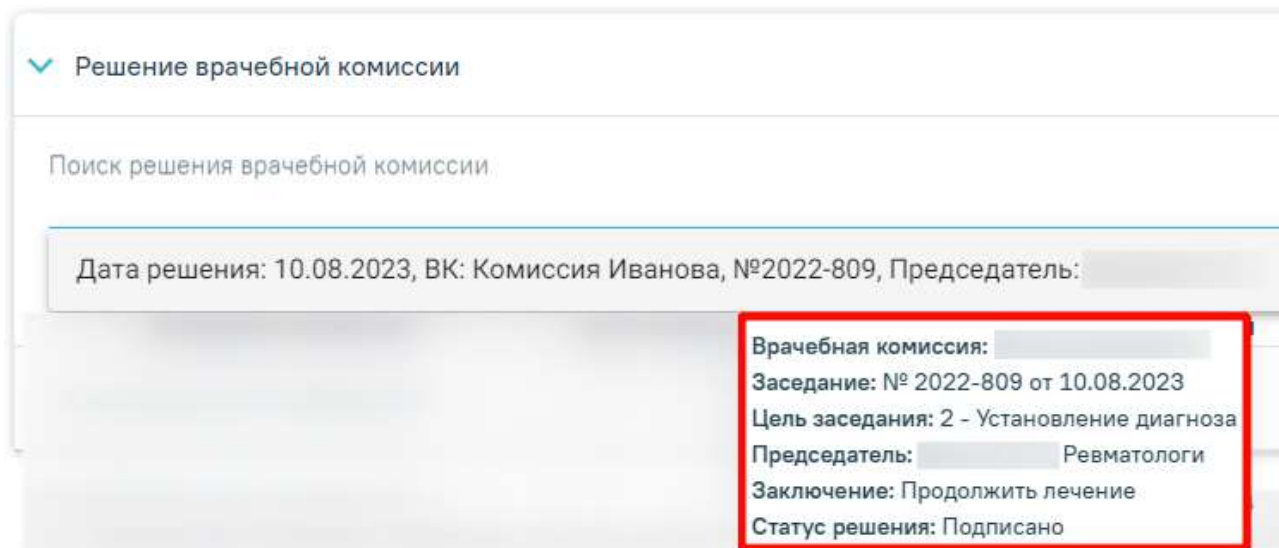 Решение врачебной комиссии
Поиск решения врачебной комиссии
Дата решения: 10.08.2023, ВК: Комиссия Иванова, №2022-809, Председатель:
Врачебная комиссия:
Заседание: № 2022-809 от 10.08.2023
Цель заседания: 2 - Установление диагноза
Председатель: Ревматологи
Заключение: Продолжить лечение
Статус решения: Подписано